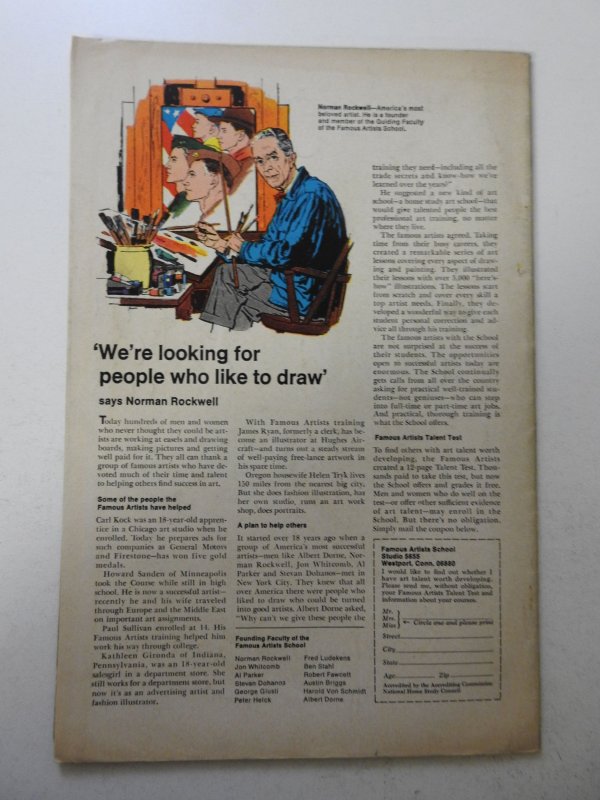 Norman Rockwell—America's most
beloved artist. He is a founder
and member of the Guiding Faculty
of the Famous Artists School.
'We're looking for
people who like to draw'
says Norman Rockwell
Today hundreds of men and women
who never thought they could be art-
ists are working at easels and drawing
boards, making pictures and getting
well paid for it. They all can thank a
group of famous artists who have de-
voted much of their time and talent
to helping others find success in art.
Some of the people the
Famous Artists have helped
Carl Kock was an 18-year-old appren-
tice in a Chicago art studio when he
enrolled. Today he prepares ads for
such companies as General Motors
and Firestone—has won five gold
medals.
Howard Sanden of Minneapolis
took the Course while still in high
school. He is now a successful artist—
recently he and his wife traveled
through Europe and the Middle East
on important art assignments.
Paul Sullivan enrolled at 14. His
Famous Artists training helped him
work his way through college.
Kathleen Gironda of Indiana,
Pennsylvania, was an 18-year-old
salesgirl in a department store. She
still works for a department store, but
now it's as an advertising artist and
fashion illustrator.
With Famous Artists training
James Ryan, formerly a clerk, has be-
come an illustrator at Hughes Air-
craft—and turns out a steady stream
of well-paying free-lance artwork in
his spare time.
Oregon housewife Helen Tryk lives
150 miles from the nearest big city.
But she does fashion illustration, has
her own studio, runs an art work
shop, does portraits.
A plan to help others
It started over 18 years ago when a
group of America's most successful
artists—men like Albert Dorne, Nor-
man Rockwell, Jon Whitcomb, Al
Parker and Stevan Dohanos—met in
New York City. They knew that all
over America there were people who
liked to draw who could be turned
into good artists. Albert Dorne asked,
"Why can't we give these people the
Founding Faculty of the
Famous Artists School
Norman Rockwell
Jon Whitcomb
Al Parker
Stevan Dohanos
George Giusti
Peter Helck
Fred Ludekens
Ben Stahl
Robert Fawcett
Austin Briggs
Harold Von Schmidt
Albert Dorne
training they need—including all the
trade secrets and know-how we've
learned over the years?"
He suggested a new kind of art
school—a home study art school—that
would give talented people the best
professional art training, no matter
where they live.
The famous artists agreed. Taking
time from their busy careers, they
created a remarkable series of art
lessons covering every aspect of draw-
ing and painting. They illustrated
their lessons with over 5,000 "here's-
how" illustrations. The lessons start
from scratch and cover every skill a
top artist needs. Finally, they de-
veloped a wonderful way to give each
student personal correction and ad-
vice all through his training.
The famous artists with the School
are not surprised at the success of
their students. The opportunities
open to successful artists today are
enormous. The School continually
gets calls from all over the country
asking for practical well-trained stu-
dents—not geniuses—who can step
into full-time or part-time art jobs.
And practical, thorough training is
what the School offers.
Famous Artists Talent Test
To find others with art talent worth
developing, the Famous Artists
created a 12-page Talent Test. Thou-
sands paid to take this test, but now
the School offers and grades it free.
Men and women who do well on the
test—or offer other sufficient evidence
of art talent—may enroll in the
School. But there's no obligation.
Simply mail the coupon below.
Famous Artists School
Studio 5655
Westport, Conn. 06880
I would like to find out whether I
have art talent worth developing.
Please send me, without obligation,
your Famous Artists Talent Test and
information about your courses.
Mr.
Mrs.
Miss
← Circle one and please print
Street
City
State
Age Zip
Accredited by the Accrediting Commission
National Home Study Council